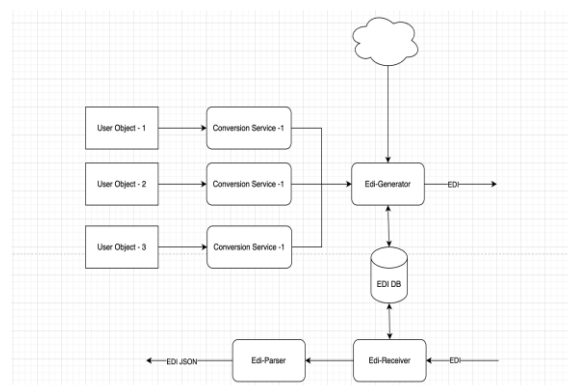 User Object - 1
Conversion Service -1
User Object - 2
Conversion Service -1
Edi-Generator
EDI
User Object - 3
Conversion Service -1
EDI DB
EDI JSON
Edi-Parser
Edi-Receiver
EDI